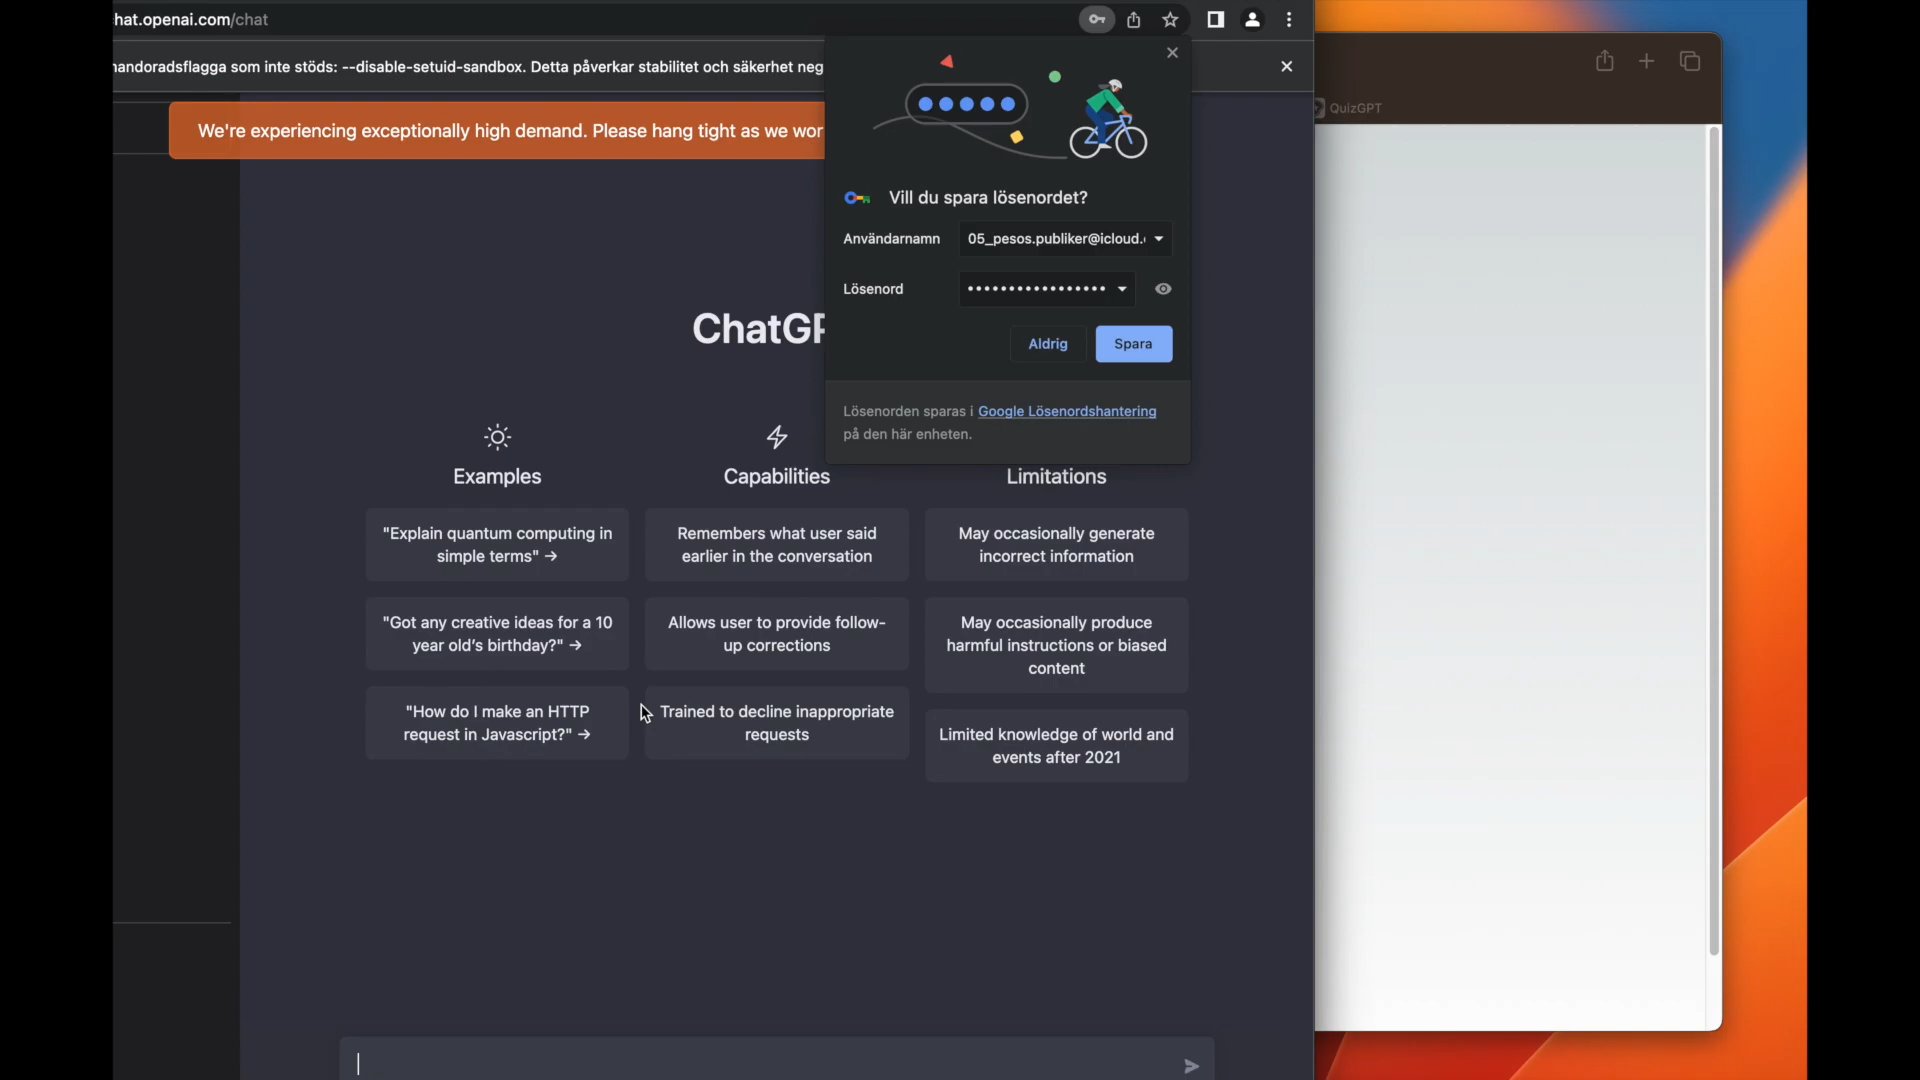 hat.openai.com/chat
andoradsflagga som inte stöds: --disable-setuid-sandbox. Detta påverkar stabilitet och säkerhet neg
QuizGPT
We're experiencing exceptionally high demand. Please hang tight as we wor
Vill du spara lösenordet?
Användarnamn
05_pesos.publiker@icloud.
Lösenord
Aldrig
Spara
Lösenorden sparas i Google Lösenordshantering
på den här enheten.
ChatGP
Examples
"Explain quantum computing in
simple terms" →
"Got any creative ideas for a 10
year old's birthday?" →
"How do I make an HTTP
request in Javascript?" →
Capabilities
Remembers what user said
earlier in the conversation
Allows user to provide follow-
up corrections
Trained to decline inappropriate
requests
Limitations
May occasionally generate
incorrect information
May occasionally produce
harmful instructions or biased
content
Limited knowledge of world and
events after 2021